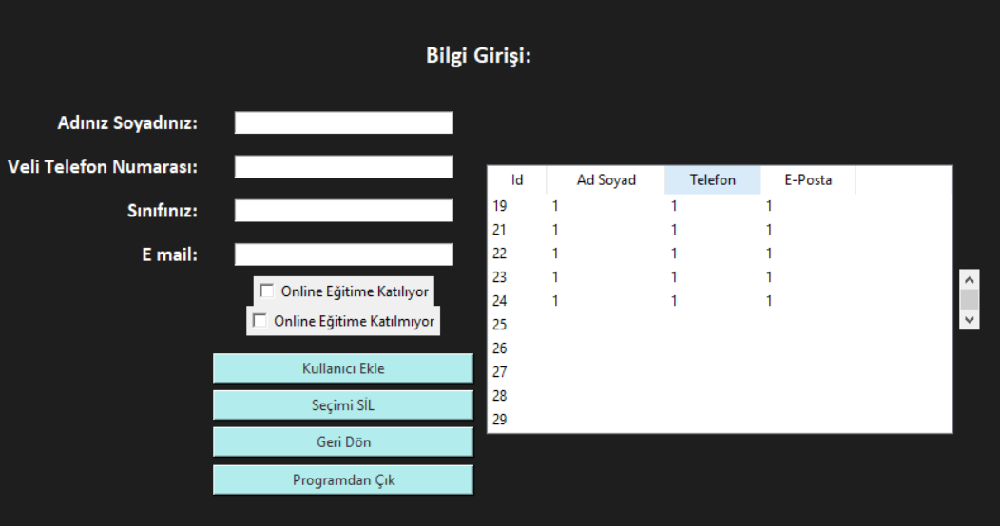 Bilgi Girişi:
Adınız Soyadınız:
Veli Telefon Numarası:
Sınıfınız:
E mail:
Online Eğitime Katılıyor
Online Eğitime Katılmıyor
Kullanıcı Ekle
Seçimi SİL
Geri Dön
Programdan Çık
Id Ad Soyad Telefon E-Posta
19 1 1 1
21 1 1 1
22 1 1 1
23 1 1 1
24 1 1 1
25
26
27
28
29